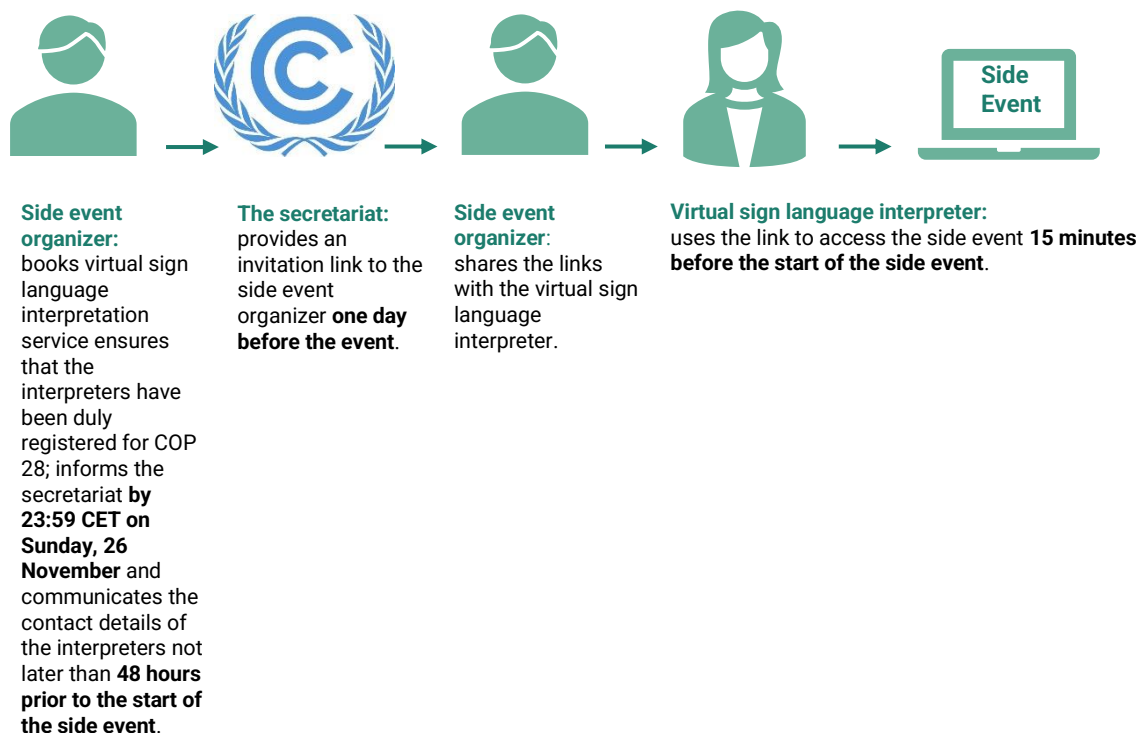 Side
Event
Side event
organizer:
books virtual sign
language
interpretation
service ensures
that the
interpreters have
been duly
registered for COP
28; informs the
secretariat by
23:59 CET on
Sunday, 26
November and
communicates the
contact details of
the interpreters not
later than 48 hours
prior to the start of
the side event.
The secretariat:
provides an
invitation link to the
side event
organizer one day
before the event.
Side event
organizer:
shares the links
with the virtual sign
language
interpreter.
Virtual sign language interpreter:
uses the link to access the side event 15 minutes
before the start of the side event.